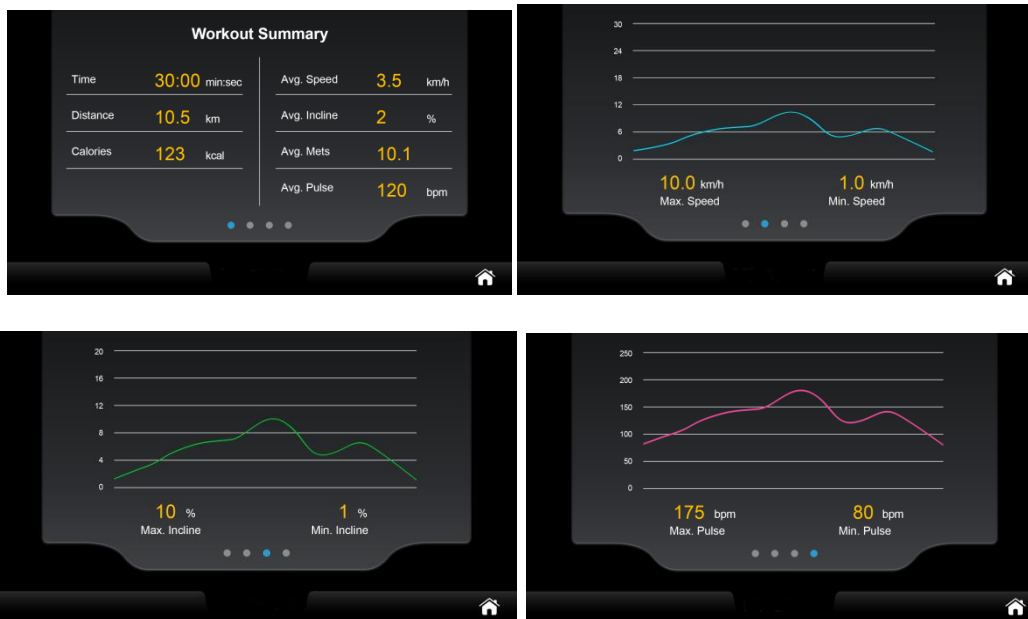 Workout Summary
Time 30:00 min:sec
Distance 10.5 km
Calories 123 kcal
Avg. Speed 3.5 km/h
Avg. Incline 2 %
Avg. Mets 10.1
Avg. Pulse 120 bpm
30
24
18
12
6
0
10.0 km/h 1.0 km/h
Max. Speed Min. Speed
20
16
12
8
4
0
10 % 1 %
Max. Incline Min. Incline
250
200
150
100
50
0
175 bpm 80 bpm
Max. Pulse Min. Pulse